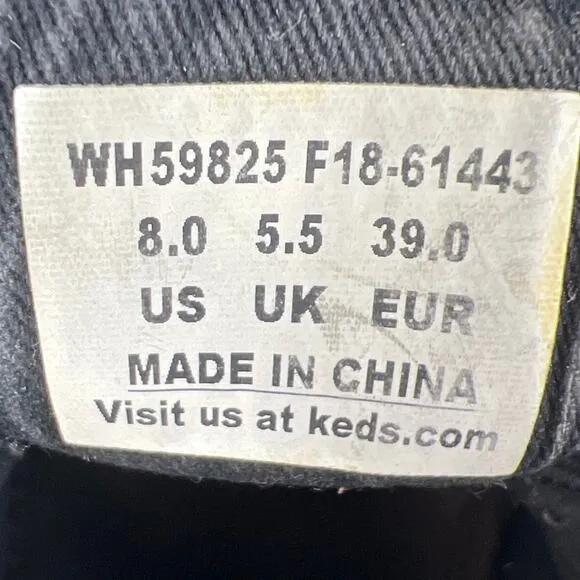 WH59825 F18-61443
8.0 5.5 39.0
US UK EUR
MADE IN CHINA
Visit us at keds.com